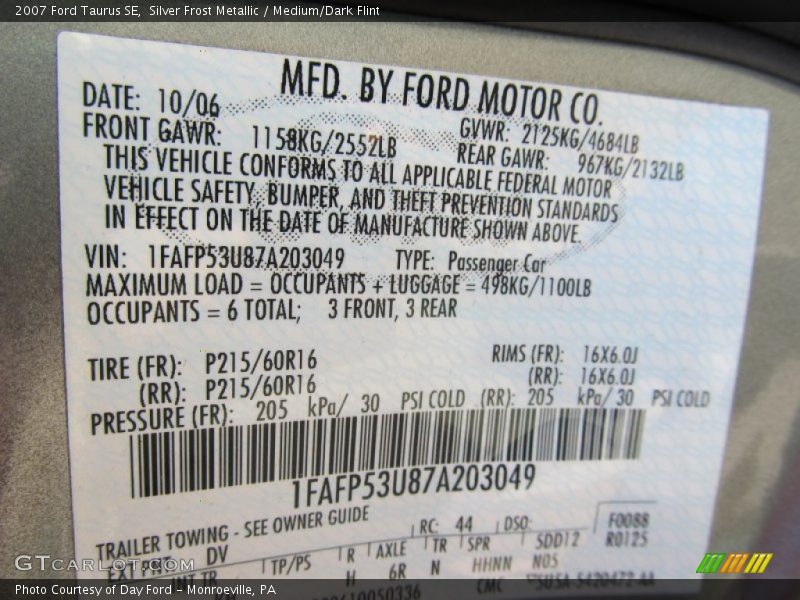 2007 Ford Taurus SE, Silver Frost Metallic / Medium/Dark Flint
MFD. BY FORD MOTOR CO.
DATE: 10/06 GVWR: 2125KG/4684LB
FRONT GAWR: 1158KG/2552LB REAR GAWR: 967KG/2132LB
THIS VEHICLE CONFORMS TO ALL APPLICABLE FEDERAL MOTOR
VEHICLE SAFETY, BUMPER, AND THEFT PREVENTION STANDARDS
IN EFFECT ON THE DATE OF MANUFACTURE SHOWN ABOVE.
VIN: 1FAFP53U87A203049 TYPE: Passenger Car
MAXIMUM LOAD = OCCUPANTS + LUGGAGE = 498KG/1100LB
OCCUPANTS = 6 TOTAL; 3 FRONT, 3 REAR
TIRE (FR): P215/60R16 RIMS (FR): 16X6.0J
(RR): P215/60R16 (RR): 16X6.0J
PRESSURE (FR): 205 kPa/ 30 PSI COLD (RR): 205 kPa/ 30 PSI COLD
1FAFP53U87A203049
TRAILER TOWING - SEE OWNER GUIDE RC: 44 DSO: F0088
EXT PNT: DV R0125
INT TR TP/PS R AXLE TR SPR SDD12
H 6R N HHNN N05
CMC
GTCarLot.com
Photo Courtesy of Day Ford - Monroeville, PA